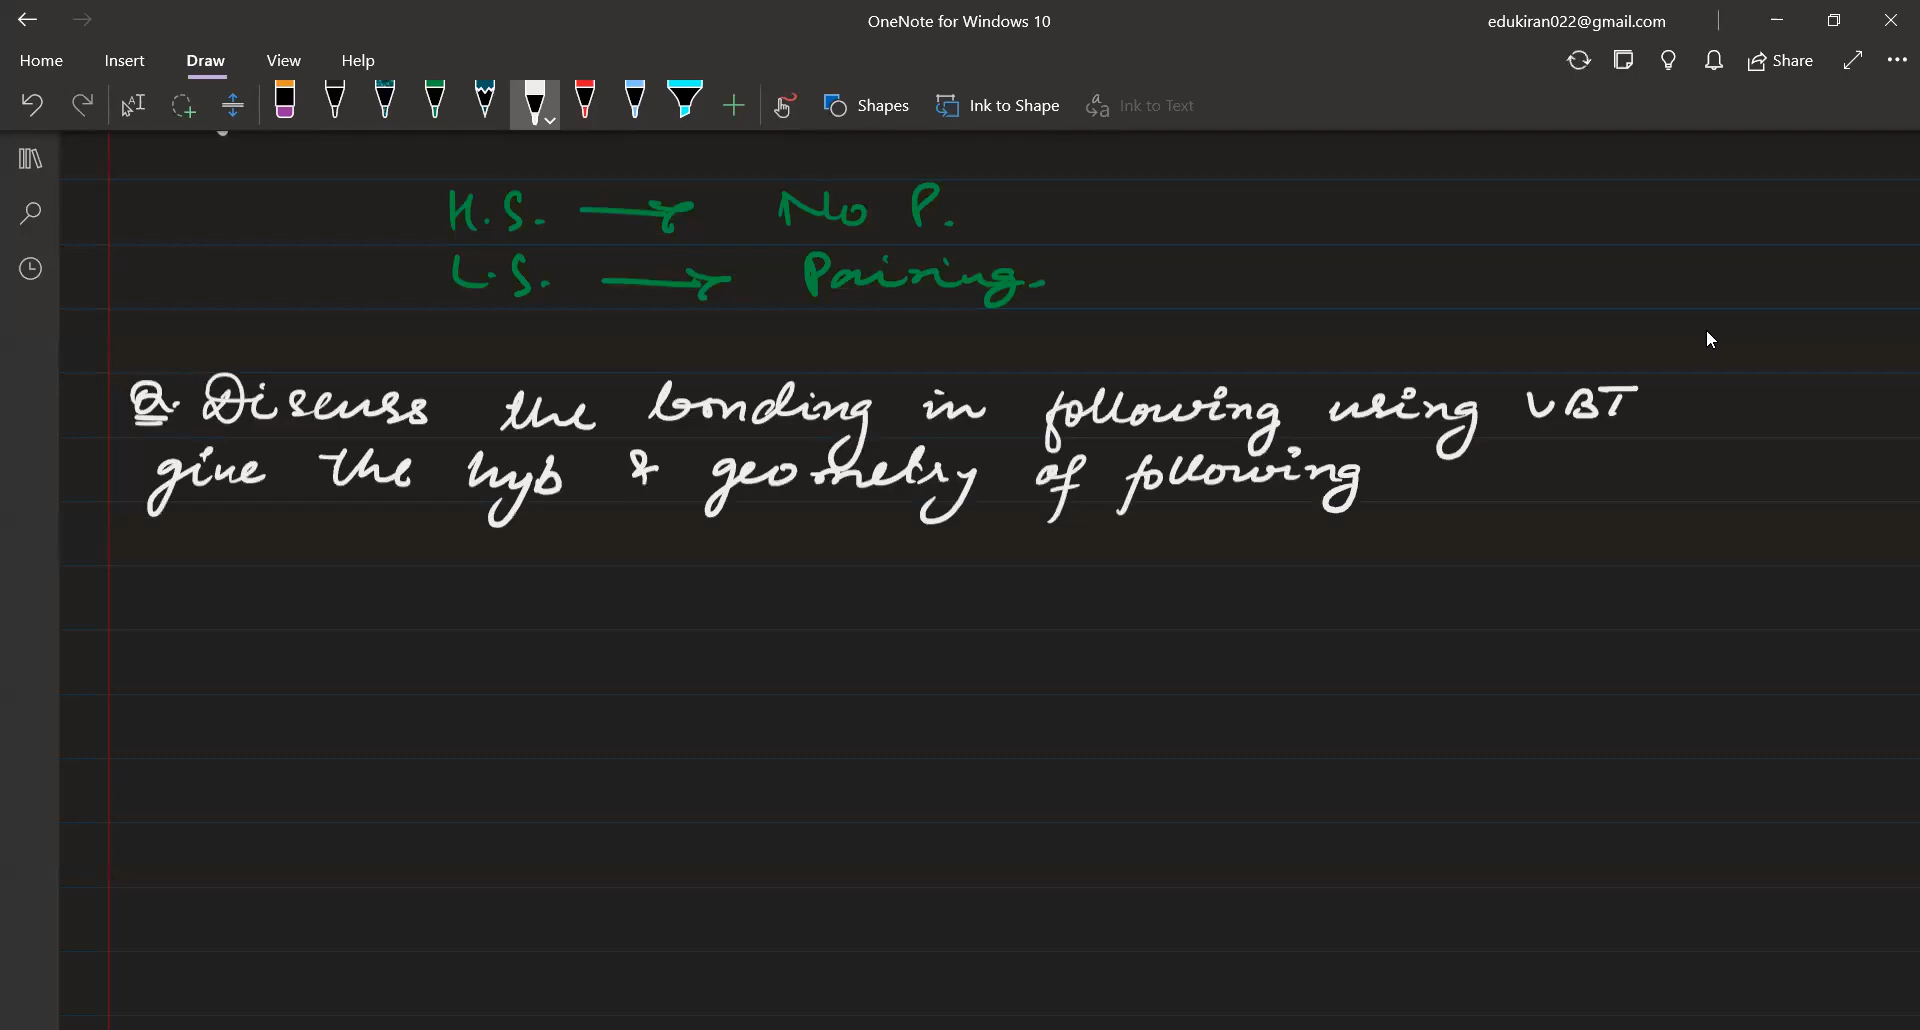 OneNote for Windows 10
edukiran022@gmail.com
Home Insert Draw View Help
Share
Shapes Ink to Shape Ink to Text
H.S. → No P.
L.S. → Pairing.
Q. Discuss the bonding in following using VBT
give the hyb & geometry of following